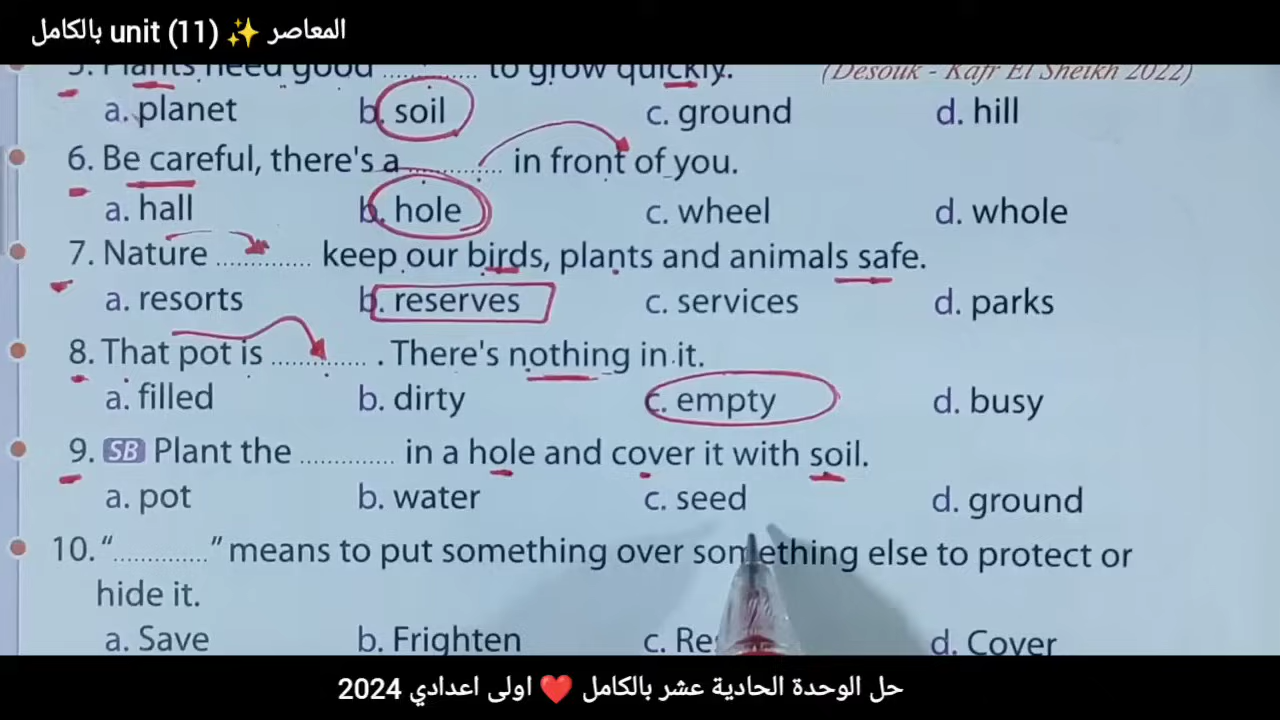 المعاصر ✨ unit (11) بالكامل
5. Plants need good ............ to grow quickly. (Desouk - Kafr El Sheikh 2022)
a. planet b. soil c. ground d. hill
6. Be careful, there's a ............ in front of you.
a. hall b. hole c. wheel d. whole
7. Nature ............ keep our birds, plants and animals safe.
a. resorts b. reserves c. services d. parks
8. That pot is ............ . There's nothing in it.
a. filled b. dirty c. empty d. busy
9. SB Plant the ............ in a hole and cover it with soil.
a. pot b. water c. seed d. ground
10. “............” means to put something over something else to protect or
hide it.
a. Save b. Frighten c. d. Cover
حل الوحدة الحادية عشر بالكامل ❤️ اولى اعدادي 2024